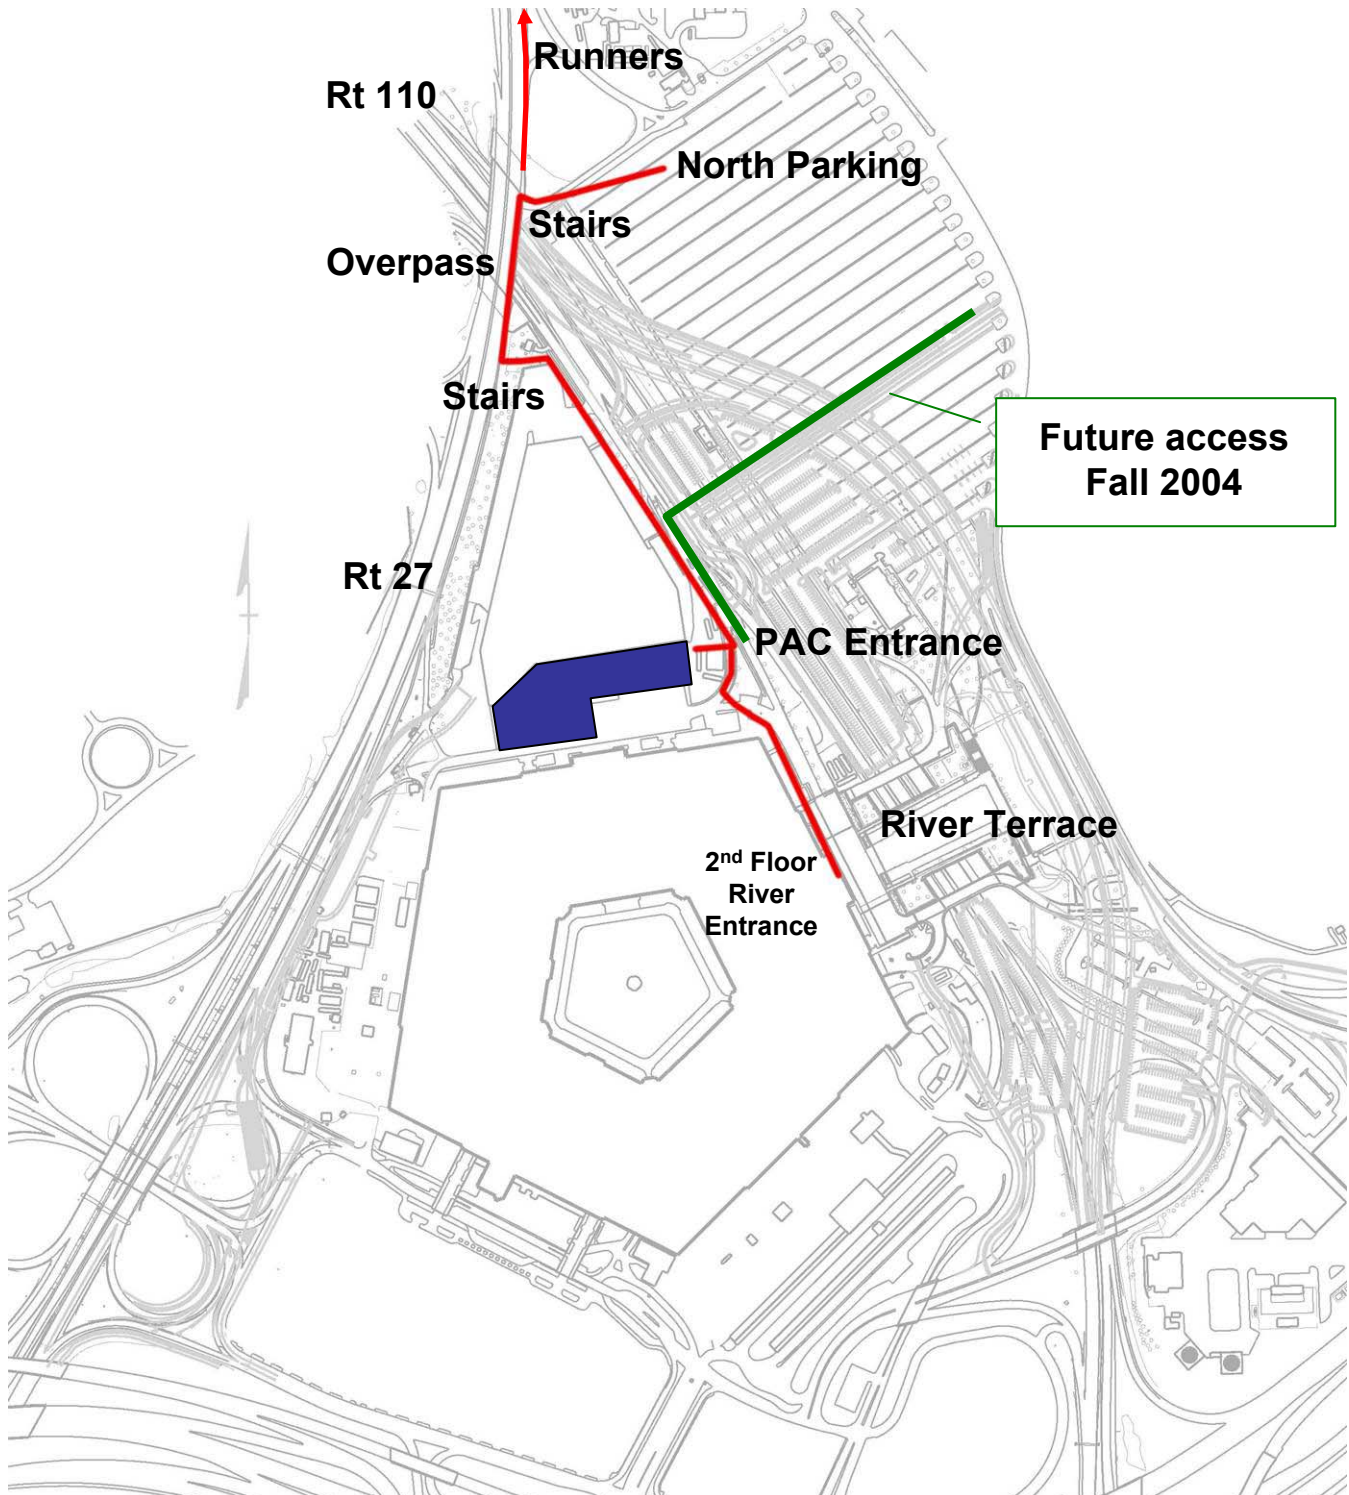 Runners
Rt 110
North Parking
Stairs
Overpass
Stairs
Future access
Fall 2004
Rt 27
PAC Entrance
River Terrace
2nd Floor
River
Entrance